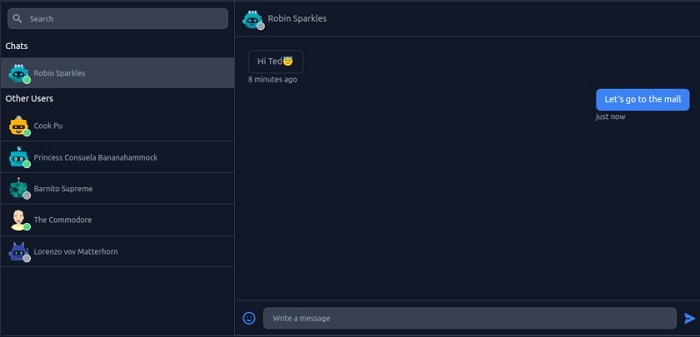 Search
Chats
Robin Sparkles
Other Users
Cook Pu
Princess Consuela Bananahammock
Barnito Supreme
The Commodore
Lorenzo vov Matterhorn
Robin Sparkles
Hi Ted😇
8 minutes ago
Let's go to the mall
just now
Write a message